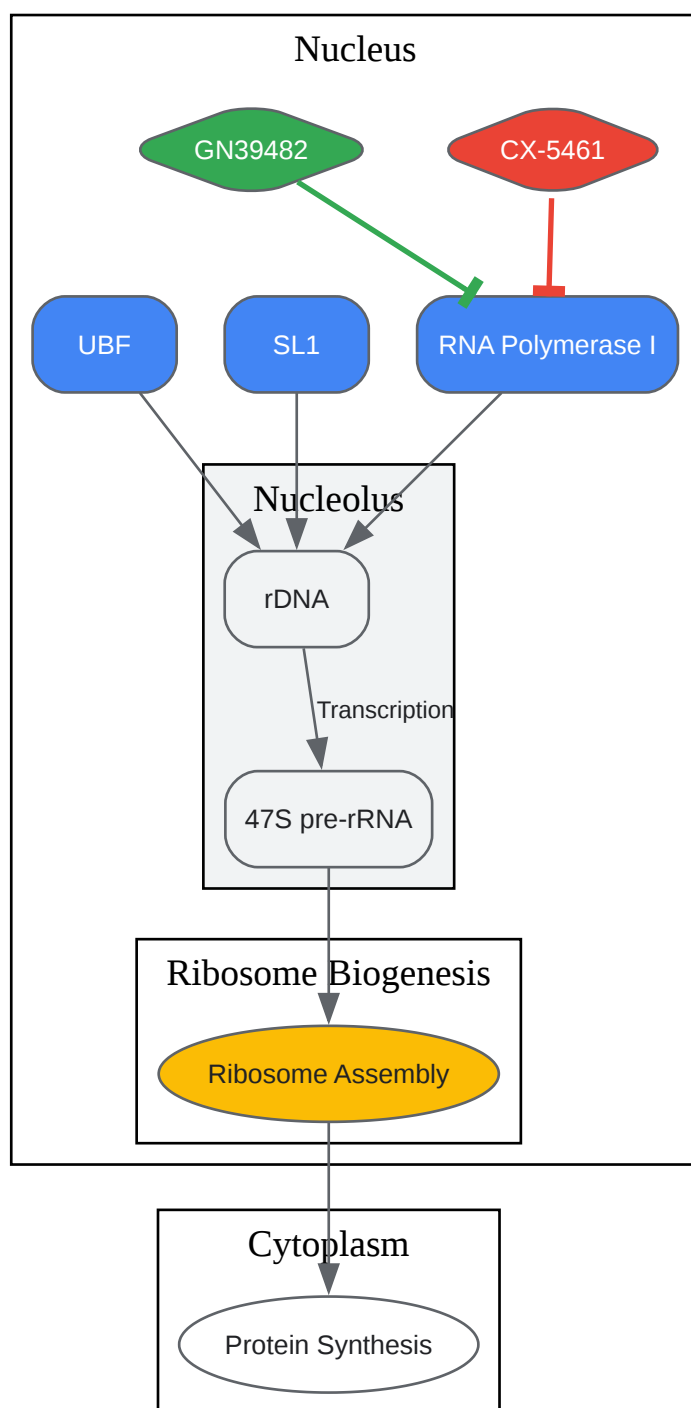 Nucleus
GN39482
CX-5461
UBF
SL1
RNA Polymerase I
Nucleolus
rDNA
Transcription
47S pre-rRNA
Ribosome Biogenesis
Ribosome Assembly
Cytoplasm
Protein Synthesis